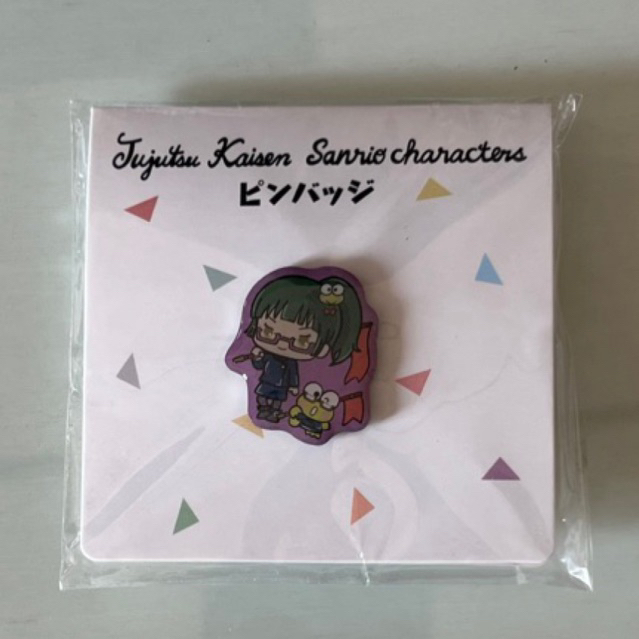 Jujutsu Kaisen Sanrio characters
ピンバッジ